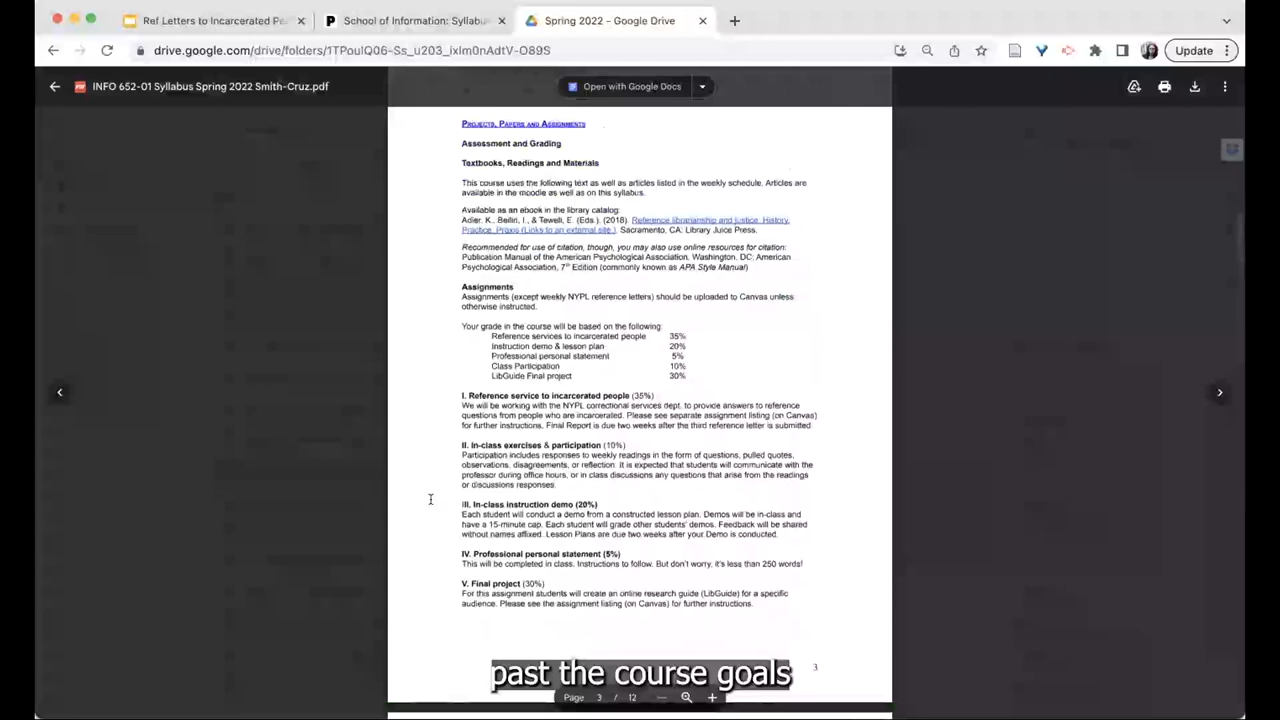 Ref Letters to Incarcerated Pe
School of Information: Syllabu
Spring 2022 - Google Drive
drive.google.com/drive/folders/1TPoulQ06-Ss_u203_ixIm0nAdtV-O89S
Update
INFO 652-01 Syllabus Spring 2022 Smith-Cruz.pdf
Open with Google Docs
PROJECTS, PAPERS AND ASSIGNMENTS
Assessment and Grading
Textbooks, Readings and Materials
This course uses the following text as well as articles listed in the weekly schedule. Articles are
available in the moodle as well as on this syllabus.
Available as an ebook in the library catalog:
Adler, K., Beilin, I., & Tewell, E. (Eds.). (2018). Reference librarianship and justice: History,
Practice, Praxis (Links to an external site.). Sacramento, CA: Library Juice Press.
Recommended for use of citation, though, you may also use online resources for citation:
Publication Manual of the American Psychological Association, Washington, DC: American
Psychological Association, 7th Edition (commonly known as APA Style Manual)
Assignments
Assignments (except weekly NYPL reference letters) should be uploaded to Canvas unless
otherwise instructed.
Your grade in the course will be based on the following:
Reference services to incarcerated people 35%
Instruction demo & lesson plan 20%
Professional personal statement 5%
Class Participation 10%
LibGuide Final project 30%
I. Reference service to incarcerated people (35%)
We will be working with the NYPL correctional services dept. to provide answers to reference
questions from people who are incarcerated. Please see separate assignment listing (on Canvas)
for further instructions. Final Report is due two weeks after the third reference letter is submitted
II. In-class exercises & participation (10%)
Participation includes responses to weekly readings in the form of questions, pulled quotes,
observations, disagreements, or reflection. It is expected that students will communicate with the
professor during office hours, or in class discussions any questions that arise from the readings
or discussions responses.
III. In-class instruction demo (20%)
Each student will conduct a demo from a constructed lesson plan. Demos will be in-class and
have a 15-minute cap. Each student will grade other students' demos. Feedback will be shared
without names affixed. Lesson Plans are due two weeks after your Demo is conducted.
IV. Professional personal statement (5%)
This will be completed in class. Instructions to follow. But don't worry, it's less than 250 words!
V. Final project (30%)
For this assignment students will create an online research guide (LibGuide) for a specific
audience. Please see the assignment listing (on Canvas) for further instructions.
3
past the course goals
Page 3 / 12